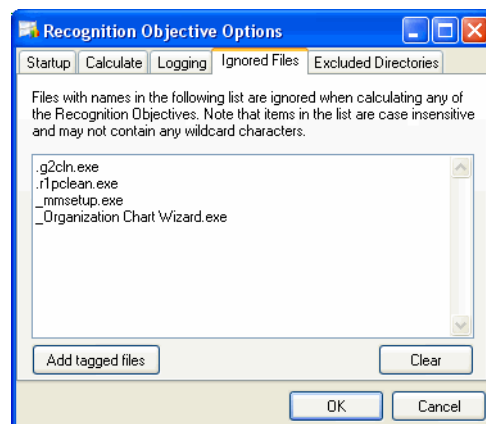 Recognition Objective Options
Startup Calculate Logging Ignored Files Excluded Directories
Files with names in the following list are ignored when calculating any of
the Recognition Objectives. Note that items in the list are case insensitive
and may not contain any wildcard characters.
.g2cln.exe
.r1pclean.exe
_mmsetup.exe
_Organization Chart Wizard.exe
Add tagged files Clear
OK Cancel